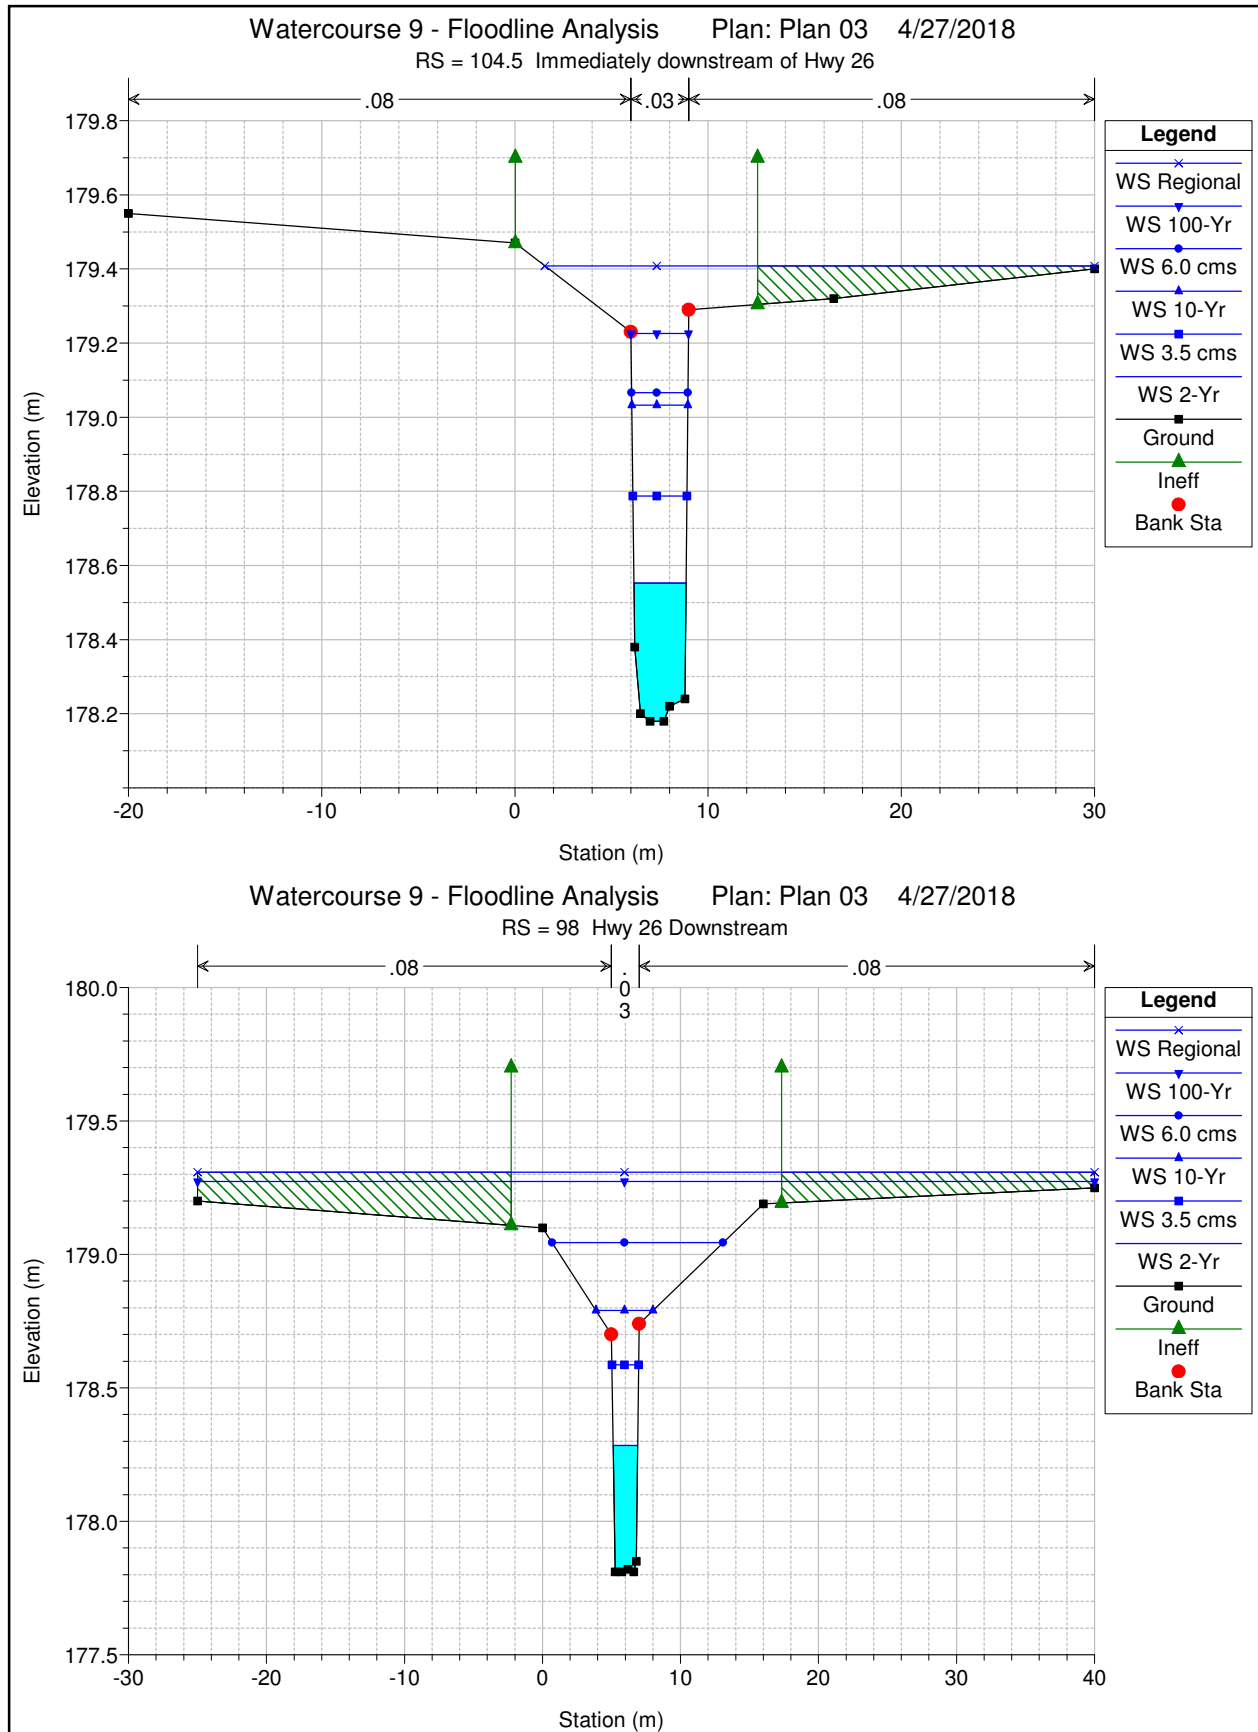 Watercourse 9 - Floodline Analysis Plan: Plan 03 4/27/2018
RS = 104.5 Immediately downstream of Hwy 26
.08 .03 .08
179.8
179.6
179.4
179.2
179.0
178.8
178.6
178.4
178.2
Elevation (m)
-20 -10 0 10 20 30
Station (m)
Legend
WS Regional
WS 100-Yr
WS 6.0 cms
WS 10-Yr
WS 3.5 cms
WS 2-Yr
Ground
Ineff
Bank Sta
Watercourse 9 - Floodline Analysis Plan: Plan 03 4/27/2018
RS = 98 Hwy 26 Downstream
.08 .03 .08
180.0
179.5
179.0
178.5
178.0
177.5
Elevation (m)
-30 -20 -10 0 10 20 30 40
Station (m)
Legend
WS Regional
WS 100-Yr
WS 6.0 cms
WS 10-Yr
WS 3.5 cms
WS 2-Yr
Ground
Ineff
Bank Sta